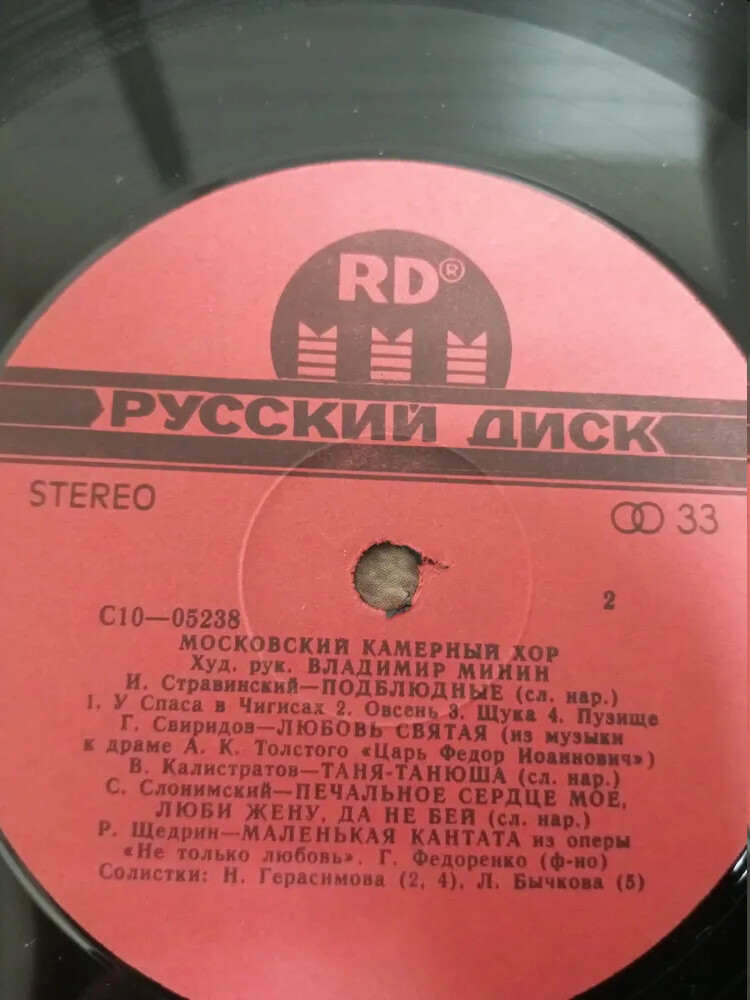 RD®
РУССКИЙ ДИСК
STEREO
33
2
С10—05238
МОСКОВСКИЙ КАМЕРНЫЙ ХОР
Худ. рук. ВЛАДИМИР МИНИН
И. Стравинский—ПОДБЛЮДНЫЕ (сл. нар.)
1. У Спаса в Чигисах 2. Овсень 3. Щука 4. Пузище
Г. Свиридов—ЛЮБОВЬ СВЯТАЯ (из музыки
к драме А. К. Толстого «Царь Федор Иоаннович»)
В. Калистратов—ТАНЯ-ТАНЮША (сл. нар.)
С. Слонимский—ПЕЧАЛЬНОЕ СЕРДЦЕ МОЕ,
ЛЮБИ ЖЕНУ, ДА НЕ БЕЙ (сл. нар.)
Р. Щедрин—МАЛЕНЬКАЯ КАНТАТА из оперы
«Не только любовь». Г. Федоренко (ф-но)
Солистки: Н. Герасимова (2, 4), Л. Бычкова (5)